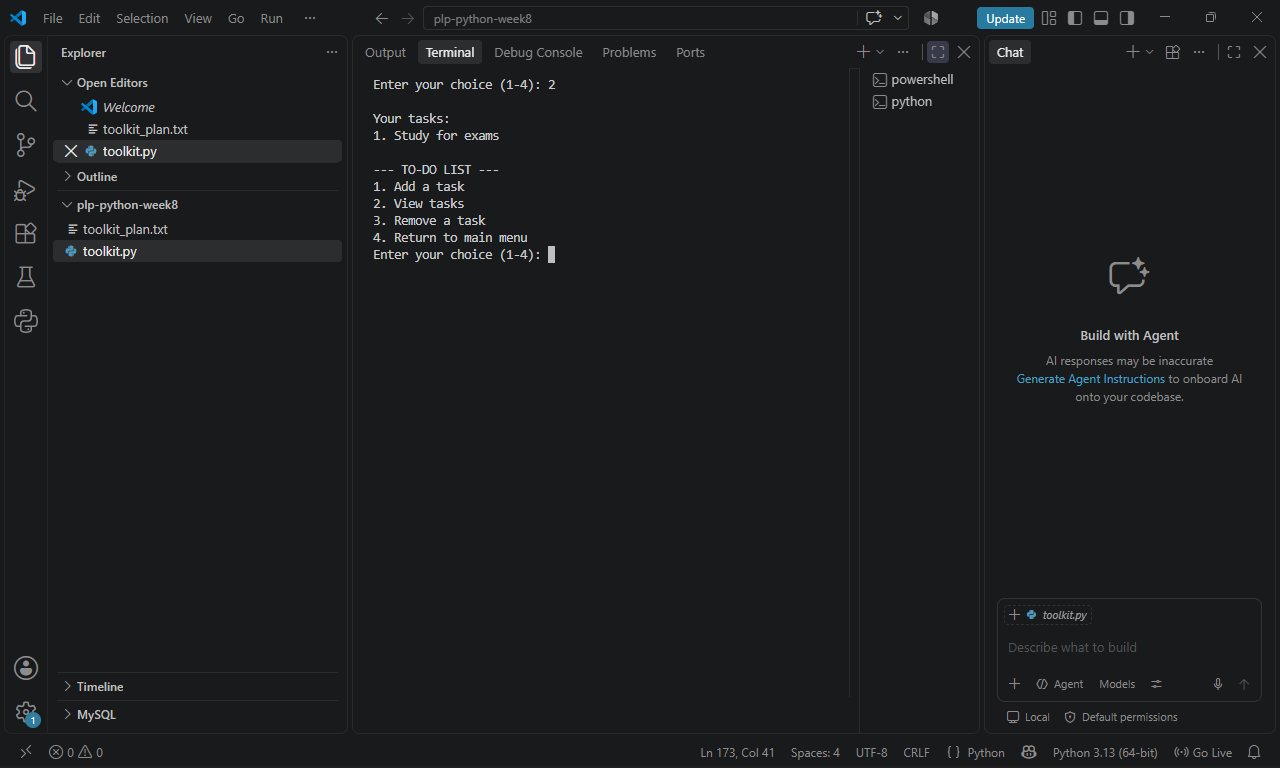 File Edit Selection View Go Run ···
plp-python-week8
Update
Explorer
Open Editors
Welcome
toolkit_plan.txt
toolkit.py
Outline
plp-python-week8
toolkit_plan.txt
toolkit.py
Timeline
MySQL
1
Output Terminal Debug Console Problems Ports
Enter your choice (1-4): 2
Your tasks:
1. Study for exams
--- TO-DO LIST ---
1. Add a task
2. View tasks
3. Remove a task
4. Return to main menu
Enter your choice (1-4):
powershell
python
Chat
Build with Agent
AI responses may be inaccurate
Generate Agent Instructions to onboard AI
onto your codebase.
toolkit.py
Describe what to build
Agent Models
Local Default permissions
0 0
Ln 173, Col 41 Spaces: 4 UTF-8 CRLF { } Python Python 3.13 (64-bit) Go Live